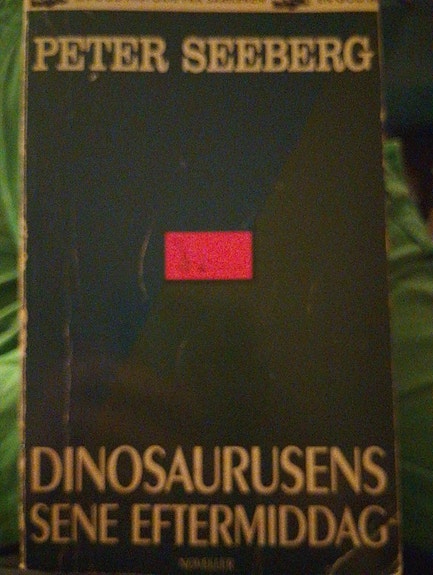 PETER SEEBERG
DINOSAURUSENS
SENE EFTERMIDDAG
NOVELLER